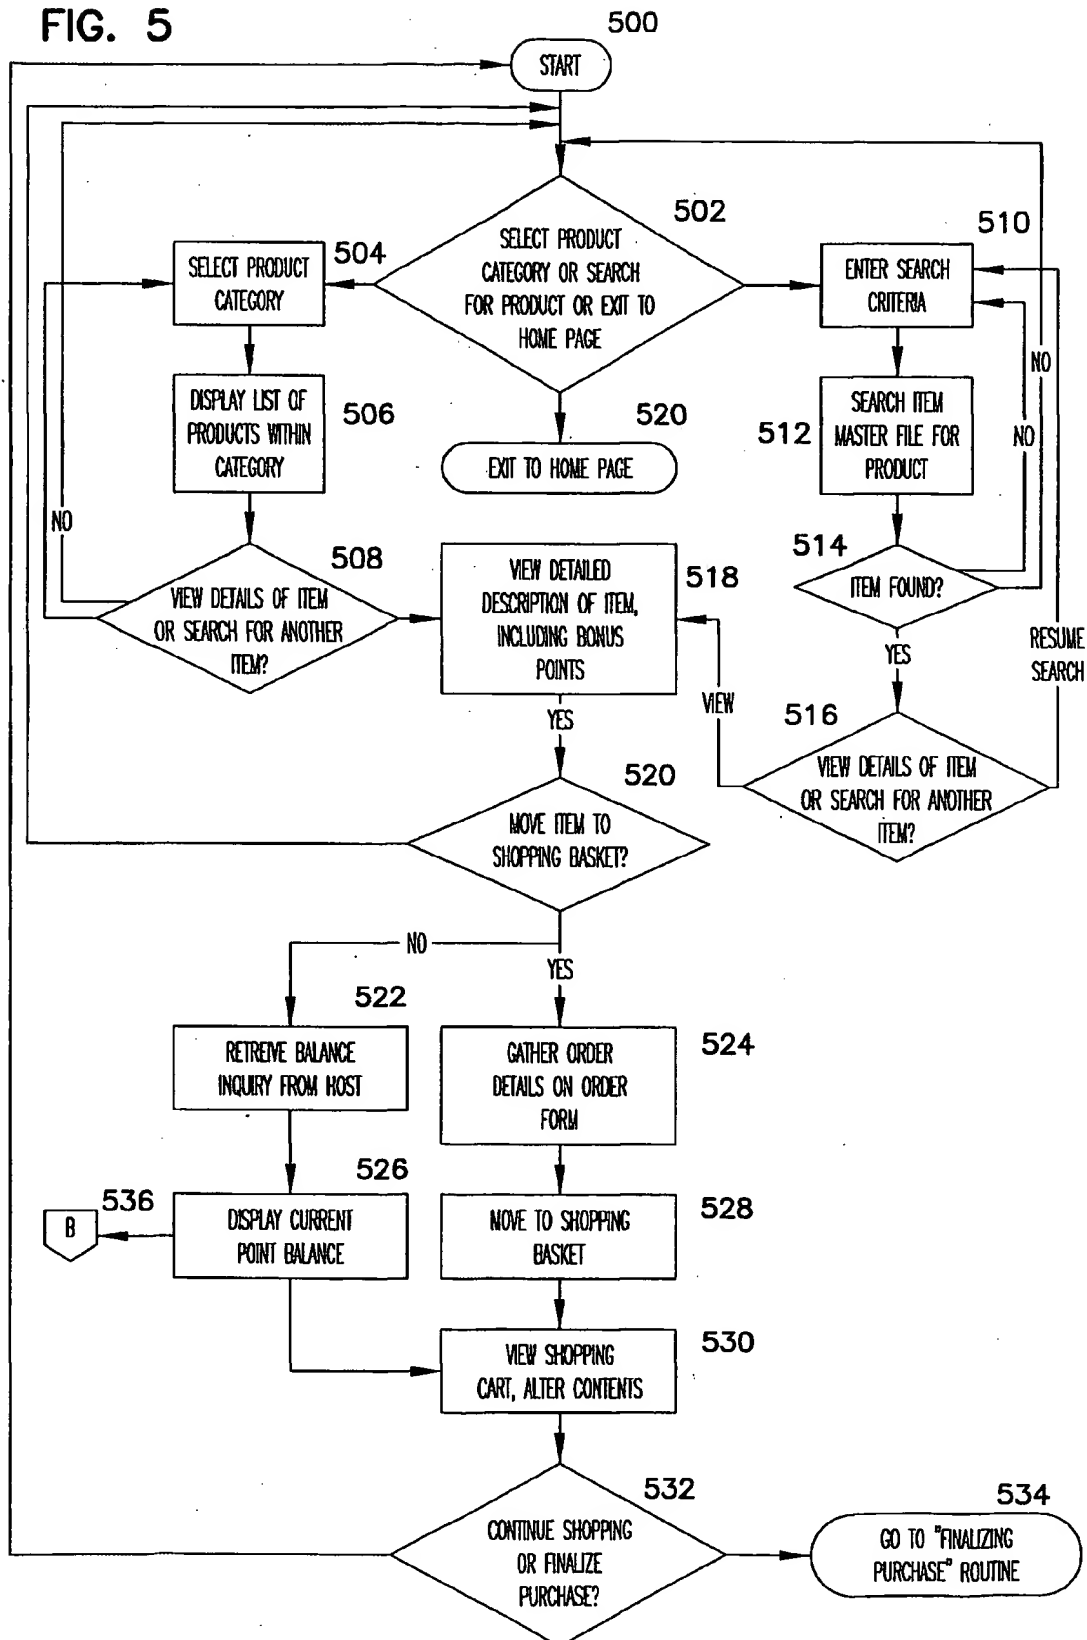 FIG. 5
500
START
502
SELECT PRODUCT
CATEGORY OR SEARCH
FOR PRODUCT OR EXIT TO
HOME PAGE
504
SELECT PRODUCT
CATEGORY
510
ENTER SEARCH
CRITERIA
506
DISPLAY LIST OF
PRODUCTS WITHIN
CATEGORY
520
EXIT TO HOME PAGE
512
SEARCH ITEM
MASTER FILE FOR
PRODUCT
NO
NO
NO
508
VIEW DETAILS OF ITEM
OR SEARCH FOR ANOTHER
ITEM?
518
VIEW DETAILED
DESCRIPTION OF ITEM,
INCLUDING BONUS
POINTS
514
ITEM FOUND?
YES
RESUME
SEARCH
VIEW
516
VIEW DETAILS OF ITEM
OR SEARCH FOR ANOTHER
ITEM?
YES
520
MOVE ITEM TO
SHOPPING BASKET?
NO
YES
522
RETREIVE BALANCE
INQUIRY FROM HOST
524
GATHER ORDER
DETAILS ON ORDER
FORM
526
DISPLAY CURRENT
POINT BALANCE
536
B
528
MOVE TO SHOPPING
BASKET
530
VIEW SHOPPING
CART, ALTER CONTENTS
532
CONTINUE SHOPPING
OR FINALIZE
PURCHASE?
534
GO TO "FINALIZING
PURCHASE" ROUTINE